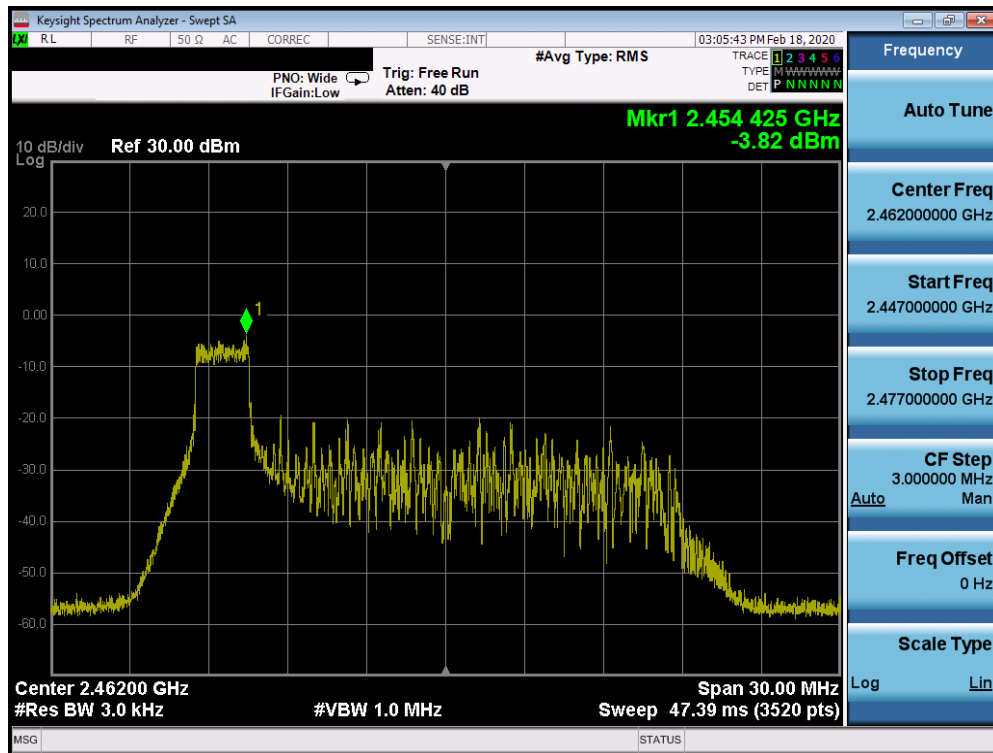 Keysight Spectrum Analyzer - Swept SA
LXI RL RF 50 Ω AC CORREC SENSE:INT 03:05:43 PM Feb 18, 2020
#Avg Type: RMS
TRACE 1 2 3 4 5 6
PNO: Wide Trig: Free Run TYPE M W W W W W
IFGain:Low Atten: 40 dB DET P N N N N N
Mkr1 2.454 425 GHz
-3.82 dBm
10 dB/div Ref 30.00 dBm
Log
1
20.0
10.0
0.00
-10.0
-20.0
-30.0
-40.0
-50.0
-60.0
Center 2.46200 GHz Span 30.00 MHz
#Res BW 3.0 kHz #VBW 1.0 MHz Sweep 47.39 ms (3520 pts)
MSG STATUS
Frequency
Auto Tune
Center Freq
2.462000000 GHz
Start Freq
2.447000000 GHz
Stop Freq
2.477000000 GHz
CF Step
3.000000 MHz
Auto Man
Freq Offset
0 Hz
Scale Type
Log Lin